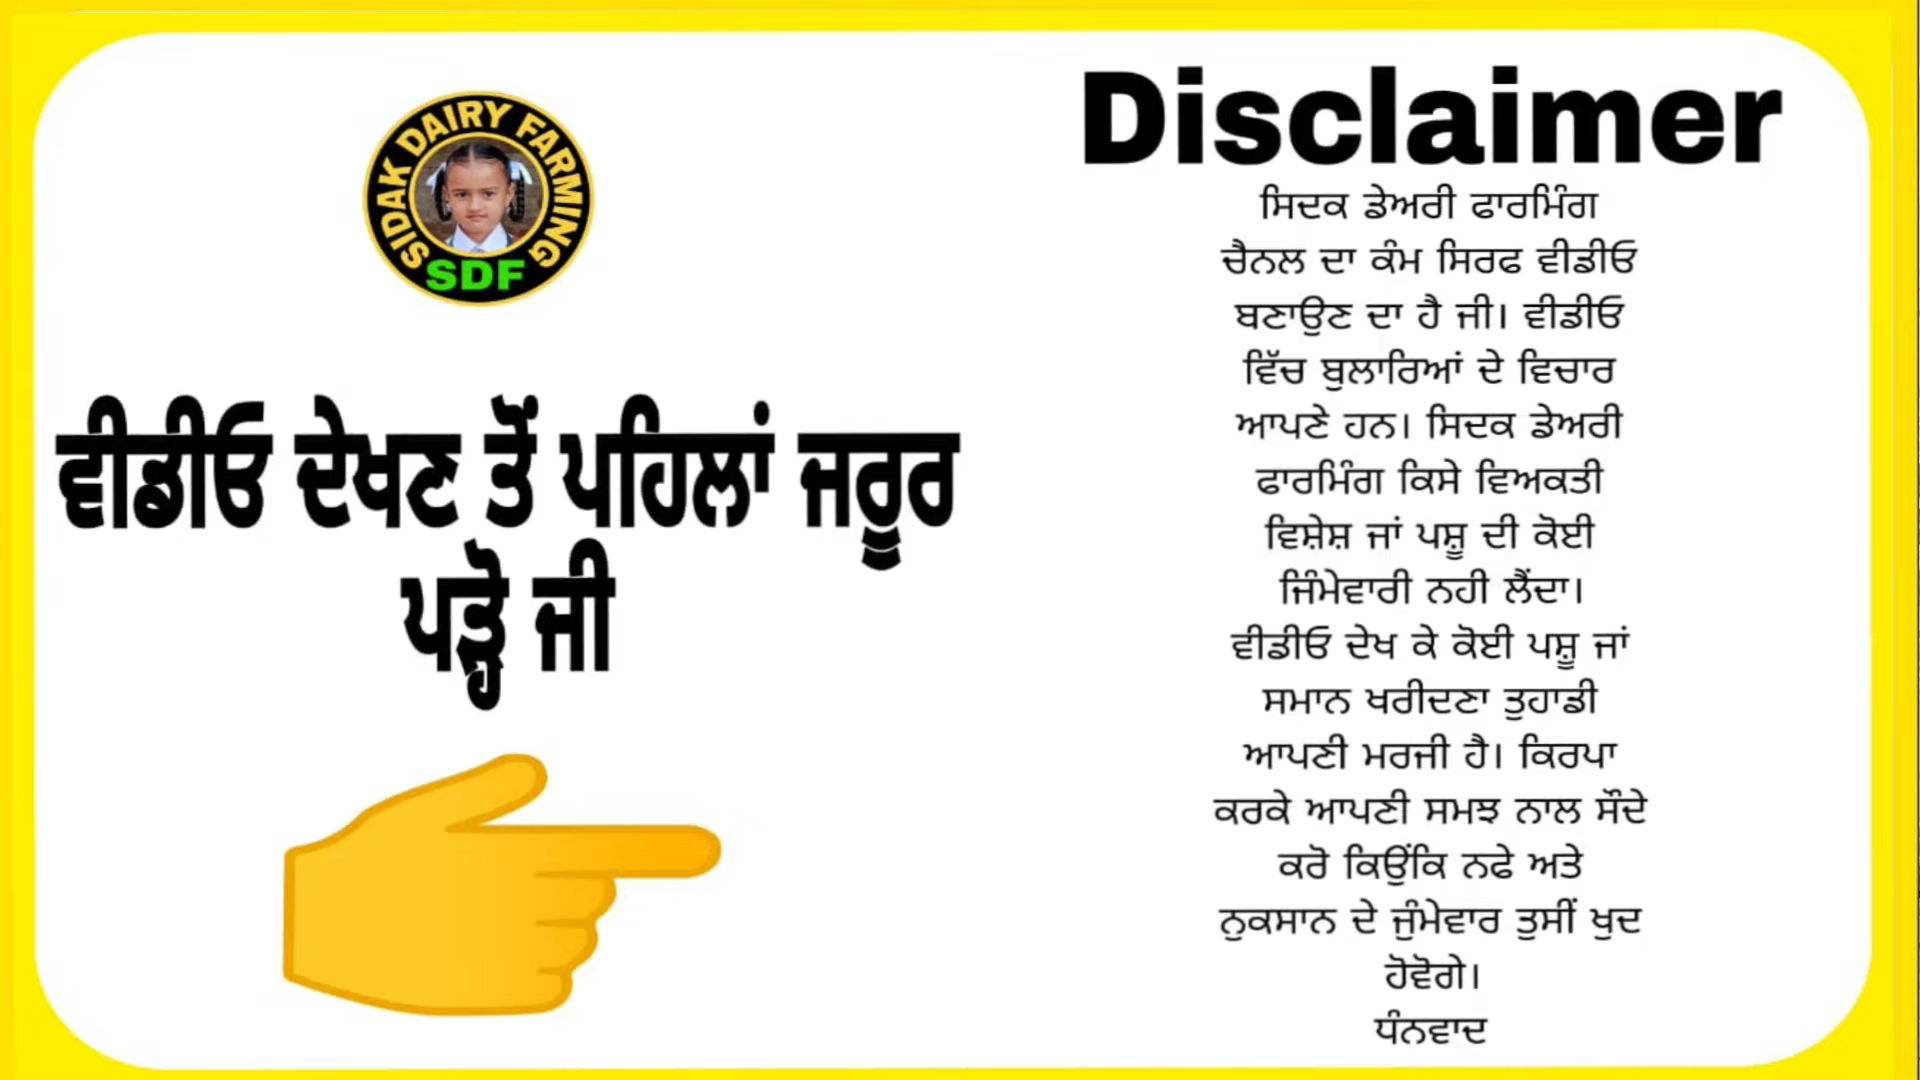 SIDAK DAIRY FARMING
SDF
ਵੀਡੀਓ ਦੇਖਣ ਤੋਂ ਪਹਿਲਾਂ ਜਰੂਰ
ਪੜ੍ਹੋ ਜੀ
Disclaimer
ਸਿਦਕ ਡੇਅਰੀ ਫਾਰਮਿੰਗ
ਚੈਨਲ ਦਾ ਕੰਮ ਸਿਰਫ ਵੀਡੀਓ
ਬਣਾਉਣ ਦਾ ਹੈ ਜੀ। ਵੀਡੀਓ
ਵਿੱਚ ਬੁਲਾਰਿਆਂ ਦੇ ਵਿਚਾਰ
ਆਪਣੇ ਹਨ। ਸਿਦਕ ਡੇਅਰੀ
ਫਾਰਮਿੰਗ ਕਿਸੇ ਵਿਅਕਤੀ
ਵਿਸ਼ੇਸ਼ ਜਾਂ ਪਸ਼ੂ ਦੀ ਕੋਈ
ਜਿੰਮੇਵਾਰੀ ਨਹੀ ਲੈਂਦਾ।
ਵੀਡੀਓ ਦੇਖ ਕੇ ਕੋਈ ਪਸ਼ੂ ਜਾਂ
ਸਮਾਨ ਖਰੀਦਣਾ ਤੁਹਾਡੀ
ਆਪਣੀ ਮਰਜੀ ਹੈ। ਕਿਰਪਾ
ਕਰਕੇ ਆਪਣੀ ਸਮਝ ਨਾਲ ਸੌਦੇ
ਕਰੋ ਕਿਉਂਕਿ ਨਫੇ ਅਤੇ
ਨੁਕਸਾਨ ਦੇ ਜੁੰਮੇਵਾਰ ਤੁਸੀਂ ਖੁਦ
ਹੋਵੋਗੇ।
ਧੰਨਵਾਦ